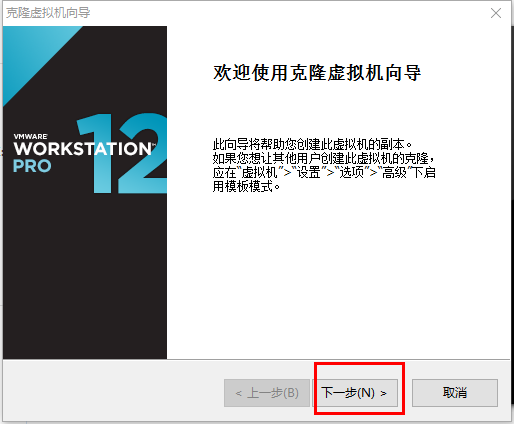 克隆虚拟机向导
VMWARE
WORKSTATION
PRO
12
欢迎使用克隆虚拟机向导
此向导将帮助您创建此虚拟机的副本。
如果您想让其他用户创建此虚拟机的克隆，
应在"虚拟机">"设置">"选项">"高级"下启
用模板模式。
< 上一步(B)
下一步(N) >
取消